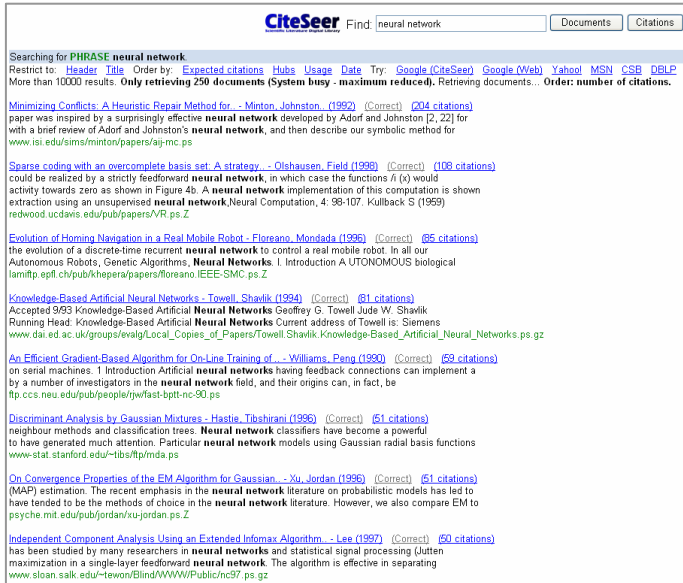 CiteSeer Find: neural network Documents Citations
Scientific Literature Digital Library
Searching for PHRASE neural network.
Restrict to: Header Title Order by: Expected citations Hubs Usage Date Try: Google (CiteSeer) Google (Web) Yahoo! MSN CSB DBLP
More than 10000 results. Only retrieving 250 documents (System busy - maximum reduced). Retrieving documents... Order: number of citations.
Minimizing Conflicts: A Heuristic Repair Method for.. - Minton, Johnston.. (1992) (Correct) (204 citations)
paper was inspired by a surprisingly effective neural network developed by Adorf and Johnston [2, 22] for
with a brief review of Adorf and Johnston's neural network, and then describe our symbolic method for
www.isi.edu/sims/minton/papers/aij-mc.ps
Sparse coding with an overcomplete basis set: A strategy.. - Olshausen, Field (1998) (Correct) (108 citations)
could be realized by a strictly feedforward neural network, in which case the functions /i (x) would
activity towards zero as shown in Figure 4b. A neural network implementation of this computation is shown
extraction using an unsupervised neural network,Neural Computation, 4: 98-107. Kullback S (1959)
redwood.ucdavis.edu/pub/papers/VR.ps.Z
Evolution of Homing Navigation in a Real Mobile Robot - Floreano, Mondada (1996) (Correct) (85 citations)
the evolution of a discrete-time recurrent neural network to control a real mobile robot. In all our
Autonomous Robots, Genetic Algorithms, Neural Networks. I. Introduction A UTONOMOUS biological
lamiftp.epfl.ch/pub/khepera/papers/floreano.IEEE-SMC.ps.Z
Knowledge-Based Artificial Neural Networks - Towell, Shavlik (1994) (Correct) (81 citations)
Accepted 9/93 Knowledge-Based Artificial Neural Networks Geoffrey G. Towell Jude W. Shavlik
Running Head: Knowledge-Based Artificial Neural Networks Current address of Towell is: Siemens
www.dai.ed.ac.uk/groups/evalg/Local_Copies_of_Papers/Towell.Shavlik.Knowledge-Based_Artificial_Neural_Networks.ps.gz
An Efficient Gradient-Based Algorithm for On-Line Training of .. - Williams, Peng (1990) (Correct) (59 citations)
on serial machines. 1 Introduction Artificial neural networks having feedback connections can implement a
by a number of investigators in the neural network field, and their origins can, in fact, be
ftp.ccs.neu.edu/pub/people/rjw/fast-bptt-nc-90.ps
Discriminant Analysis by Gaussian Mixtures - Hastie, Tibshirani (1996) (Correct) (51 citations)
neighbour methods and classification trees. Neural Network classifiers have become a powerful
to have generated much attention. Particular neural network models using Gaussian radial basis functions
www-stat.stanford.edu/~tibs/ftp/mda.ps
On Convergence Properties of the EM Algorithm for Gaussian.. - Xu, Jordan (1996) (Correct) (51 citations)
(MAP) estimation. The recent emphasis in the neural network literature on probabilistic models has led to
have tended to be the methods of choice in the neural network literature. However, we also compare EM to
psyche.mit.edu/pub/jordan/xu-jordan.ps.Z
Independent Component Analysis Using an Extended Infomax Algorithm.. - Lee (1997) (Correct) (50 citations)
has been studied by many researchers in neural networks and statistical signal processing (Jutten
maximization in a single-layer feedforward neural network. The algorithm is effective in separating
www.sloan.salk.edu/~tewon/Blind/WWW/Public/nc97.ps.gz